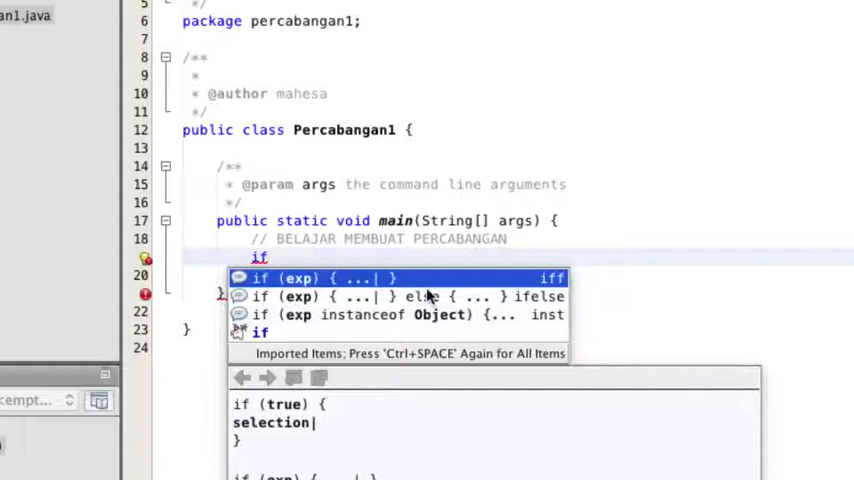 an1.java
5
*/
6 package percabangan1;
7
8 /**
9 *
10 * @author mahesa
11 */
12 public class Percabangan1 {
13
14 /**
15 * @param args the command line arguments
16 */
17 public static void main(String[] args) {
18 // BELAJAR MEMBUAT PERCABANGAN
if
if (exp) { ...| } iff
20 if (exp) { ...| } else { ... } ifelse
}
22 if (exp instanceof Object) {... inst
23 } if
24 Imported Items; Press 'Ctrl+SPACE' Again for All Items
<empt...
if (true) {
selection|
}
if (exp) { ...| }